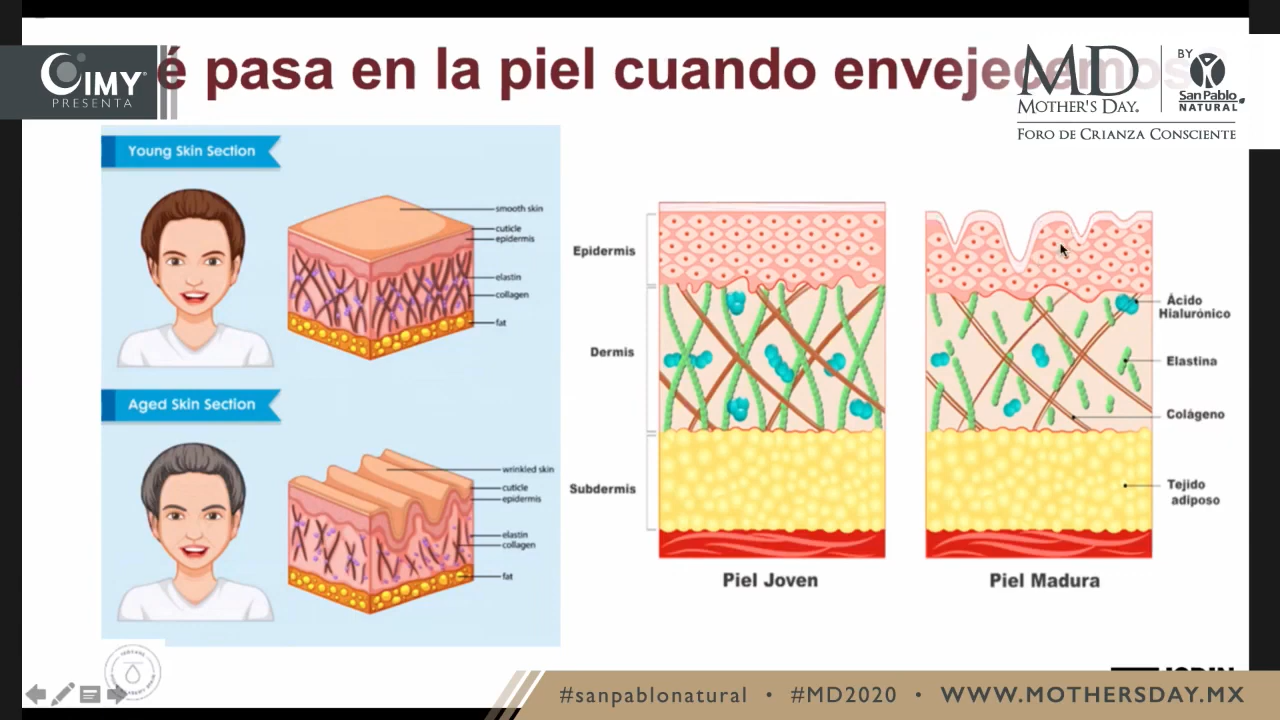 é pasa en la piel cuando envejecemos
CIMY
PRESENTA
MD
MOTHER'S DAY
BY
San Pablo
NATURAL
FORO DE CRIANZA CONSCIENTE
Young Skin Section
smooth skin
cuticle
epidermis
elastin
collagen
fat
Aged Skin Section
wrinkled skin
cuticle
epidermis
elastin
collagen
fat
Epidermis
Dermis
Subdermis
Ácido
Hialurónico
Elastina
Colágeno
Tejido
adiposo
Piel Joven
Piel Madura
#sanpablonatural • #MD2020 • WWW.MOTHERSDAY.MX